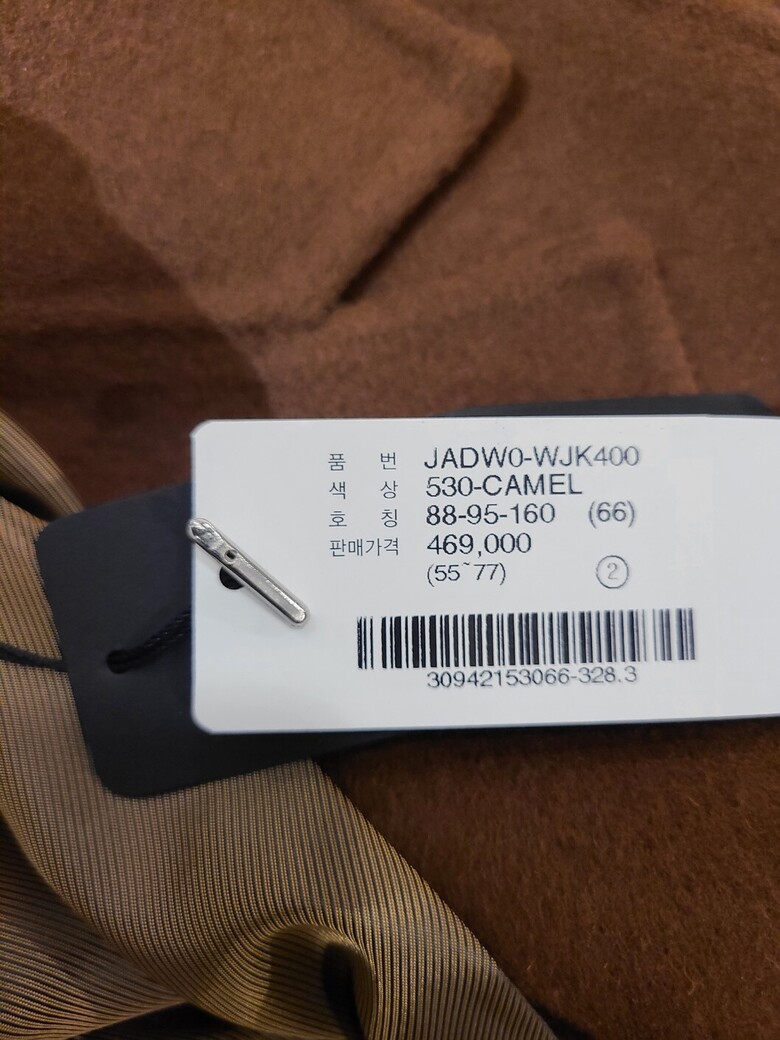 품 번 JADW0-WJK400
색 상 530-CAMEL
호 칭 88-95-160 (66)
판매가격 469,000
(55~77) ②
30942153066-328.3